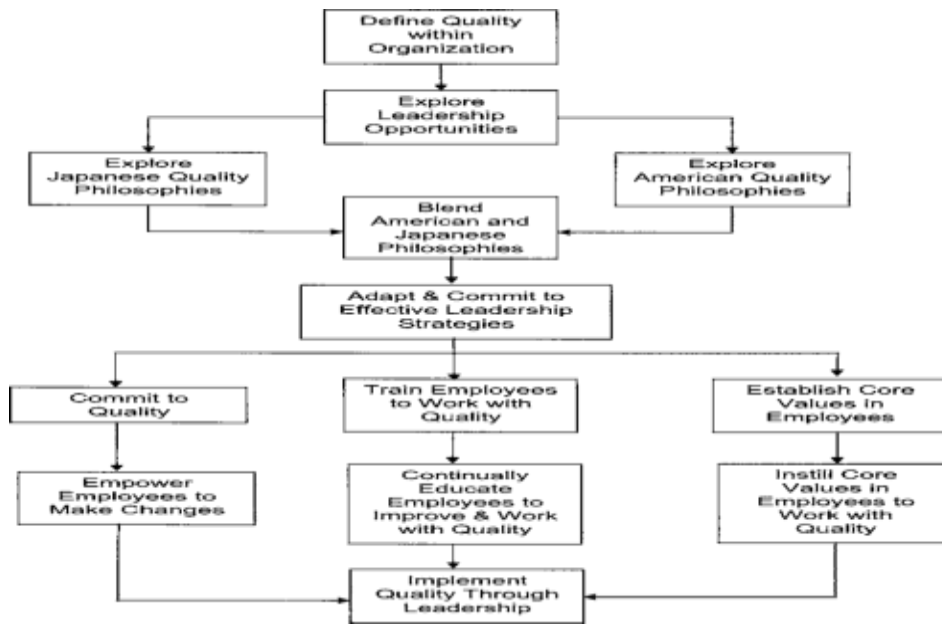 Define Quality
within
Organization
Explore
Leadership
Opportunities
Explore
Japanese Quality
Philosophies
Explore
American Quality
Philosophies
Blend
American and
Japanese
Philosophies
Adapt & Commit to
Effective Leadership
Strategies
Commit to
Quality
Train Employees
to Work with
Quality
Establish Core
Values in
Employees
Empower
Employees to
Make Changes
Continually
Educate
Employees to
Improve & Work
with Quality
Instill Core
Values in
Employees to
Work with
Quality
Implement
Quality Through
Leadership